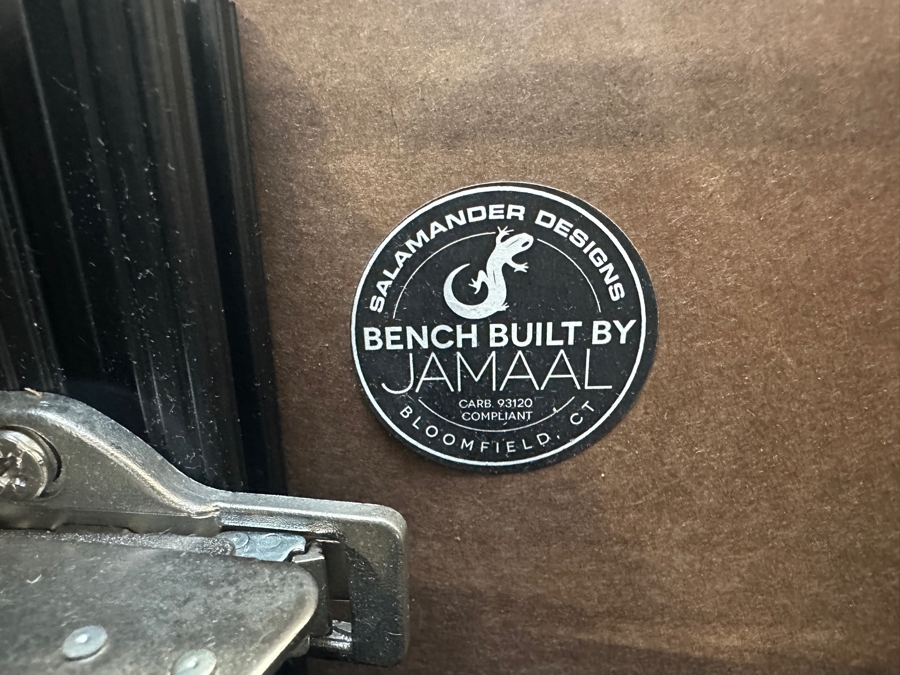 SALAMANDER DESIGNS
BENCH BUILT BY
JAMAAL
CARB 93120
COMPLIANT
BLOOMFIELD, CT